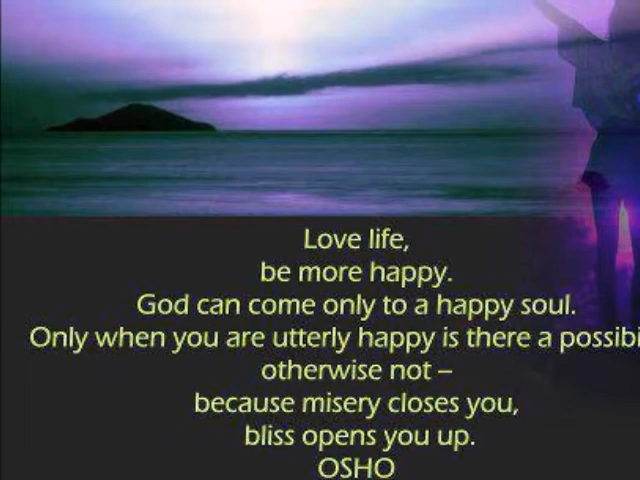 Love life,
be more happy.
God can come only to a happy soul.
Only when you are utterly happy is there a possibi
otherwise not –
because misery closes you,
bliss opens you up.
OSHO